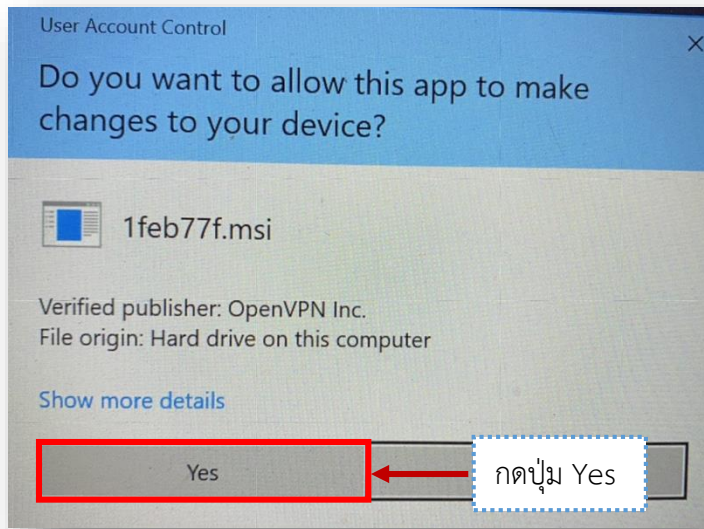 User Account Control
Do you want to allow this app to make
changes to your device?
1feb77f.msi
Verified publisher: OpenVPN Inc.
File origin: Hard drive on this computer
Show more details
Yes
กดปุ่ม Yes